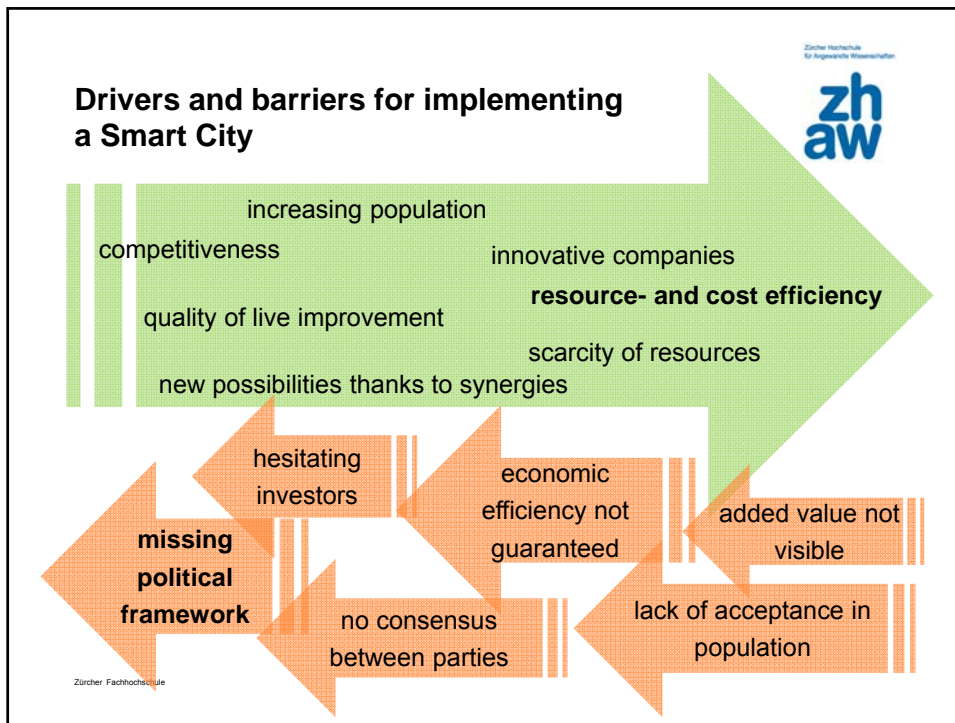 Zürcher Hochschule
für Angewandte Wissenschaften
zh
aw
Drivers and barriers for implementing
a Smart City
increasing population
competitiveness
innovative companies
resource- and cost efficiency
quality of live improvement
scarcity of resources
new possibilities thanks to synergies
hesitating
investors
economic
efficiency not
guaranteed
added value not
visible
missing
political
framework
no consensus
between parties
lack of acceptance in
population
Zürcher Fachhochschule